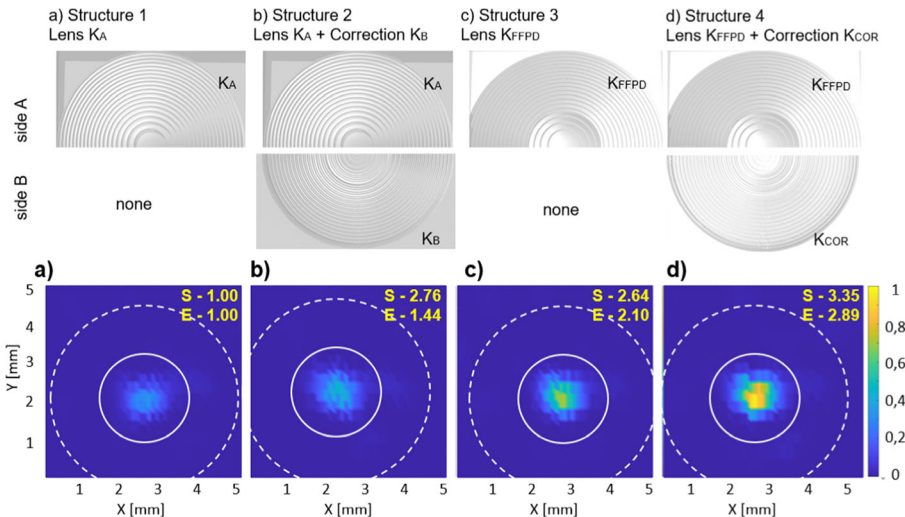 a) Structure 1
Lens KA
b) Structure 2
Lens KA + Correction KB
c) Structure 3
Lens KFFPD
d) Structure 4
Lens KFFPD + Correction KCOR
side A
KA
KA
KFFPD
KFFPD
side B
none
KB
none
KCOR
a)
b)
c)
d)
S - 1.00
E - 1.00
S - 2.76
E - 1.44
S - 2.64
E - 2.10
S - 3.35
E - 2.89
5
4
3
2
1
Y [mm]
1
0,8
0,6
0,4
0,2
0
1 2 3 4 5
1 2 3 4 5
1 2 3 4 5
1 2 3 4 5
X [mm]
X [mm]
X [mm]
X [mm]